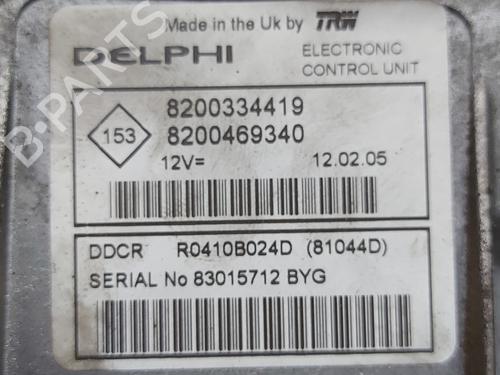 Made in the Uk by TRW
DELPHI
ELECTRONIC
CONTROL UNIT
153
8200334419
8200469340
12V=
12.02.05
DDCR R0410B024D (81044D)
SERIAL No 83015712 BYG
B-PARTS